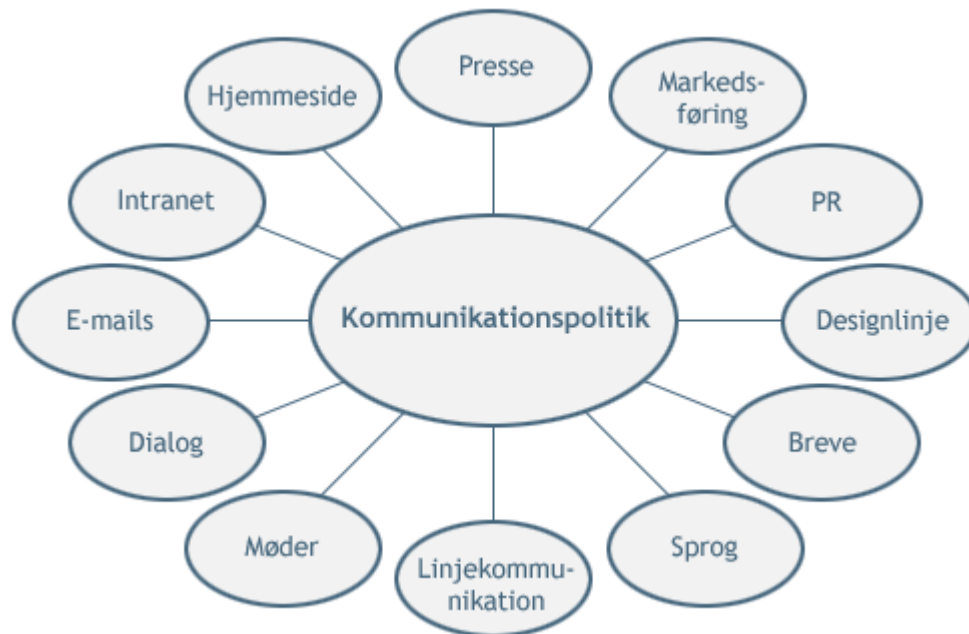 Presse
Markeds-
føring
Hjemmeside
PR
Intranet
E-mails
Kommunikationspolitik
Designlinje
Dialog
Breve
Møder
Sprog
Linjekommu-
nikation